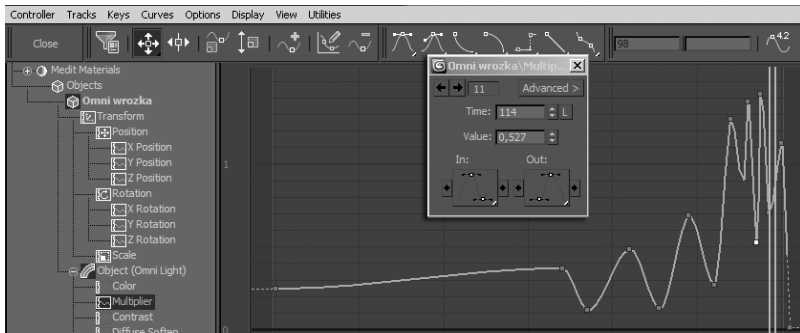 Controller Tracks Keys Curves Options Display View Utilities
Close
98
4.2
Medit Materials
Objects
Omni wrozka
Transform
Position
X Position
Y Position
Z Position
Rotation
X Rotation
Y Rotation
Z Rotation
Scale
Object (Omni Light)
Color
Multiplier
Contrast
Diffuse Soften
Omni wrozka\Multip...
11 Advanced >
Time: 114 L
Value: 0,527
In: Out:
1
0